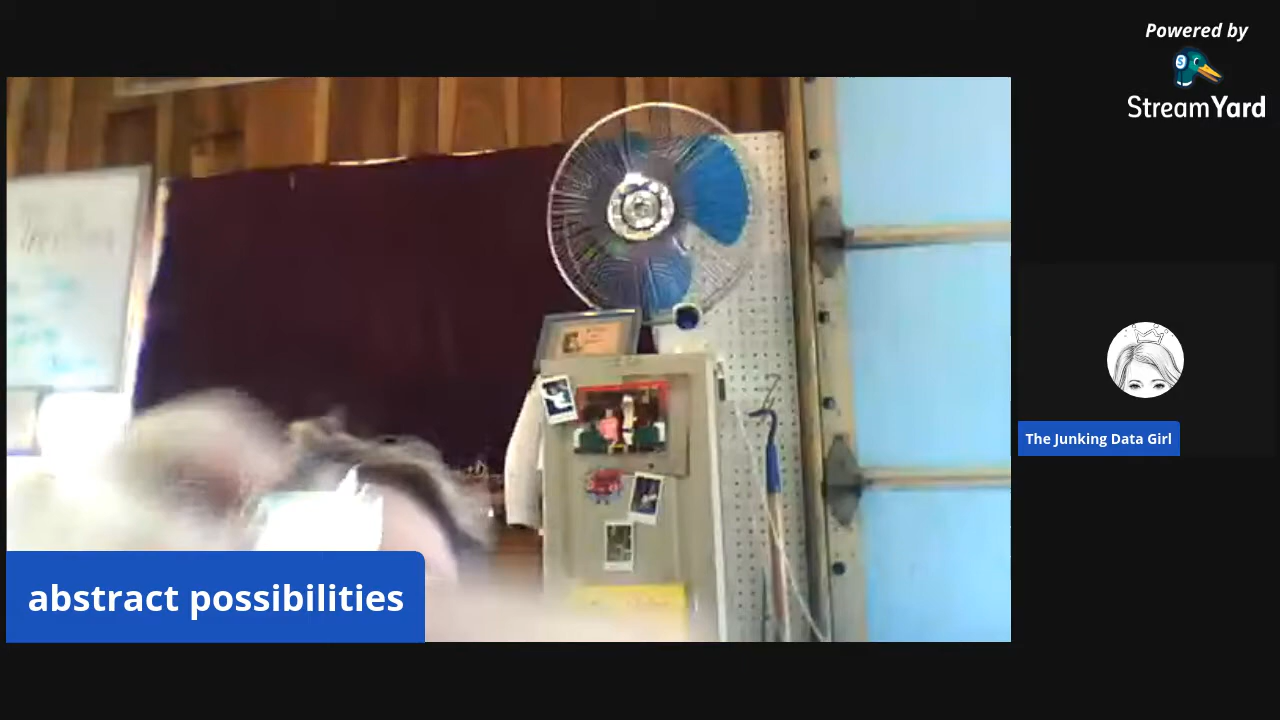 Powered by
StreamYard
The Junking Data Girl
abstract possibilities